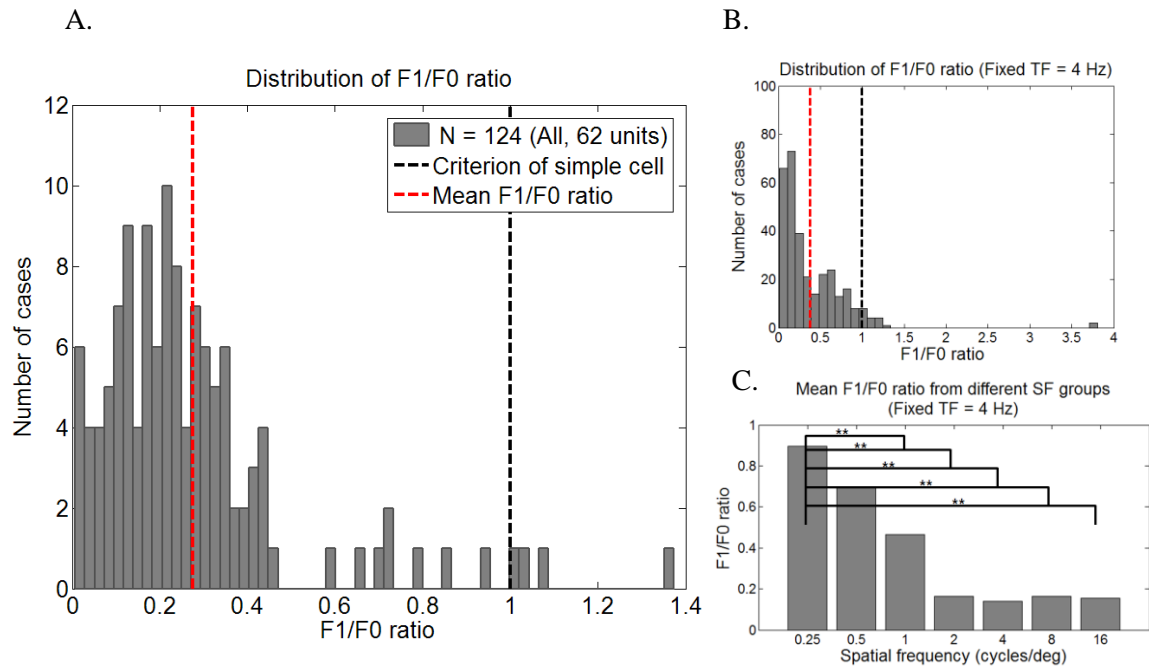 A.
Distribution of F1/F0 ratio
12
10
8
6
4
2
0
Number of cases
N = 124 (All, 62 units)
Criterion of simple cell
Mean F1/F0 ratio
0 0.2 0.4 0.6 0.8 1 1.2 1.4
F1/F0 ratio
B.
Distribution of F1/F0 ratio (Fixed TF = 4 Hz)
100
80
60
40
20
0
Number of cases
0 0.5 1 1.5 2 2.5 3 3.5 4
F1/F0 ratio
C.
Mean F1/F0 ratio from different SF groups
(Fixed TF = 4 Hz)
1
0.8
0.6
0.4
0.2
0
F1/F0 ratio
**
**
**
**
**
0.25 0.5 1 2 4 8 16
Spatial frequency (cycles/deg)